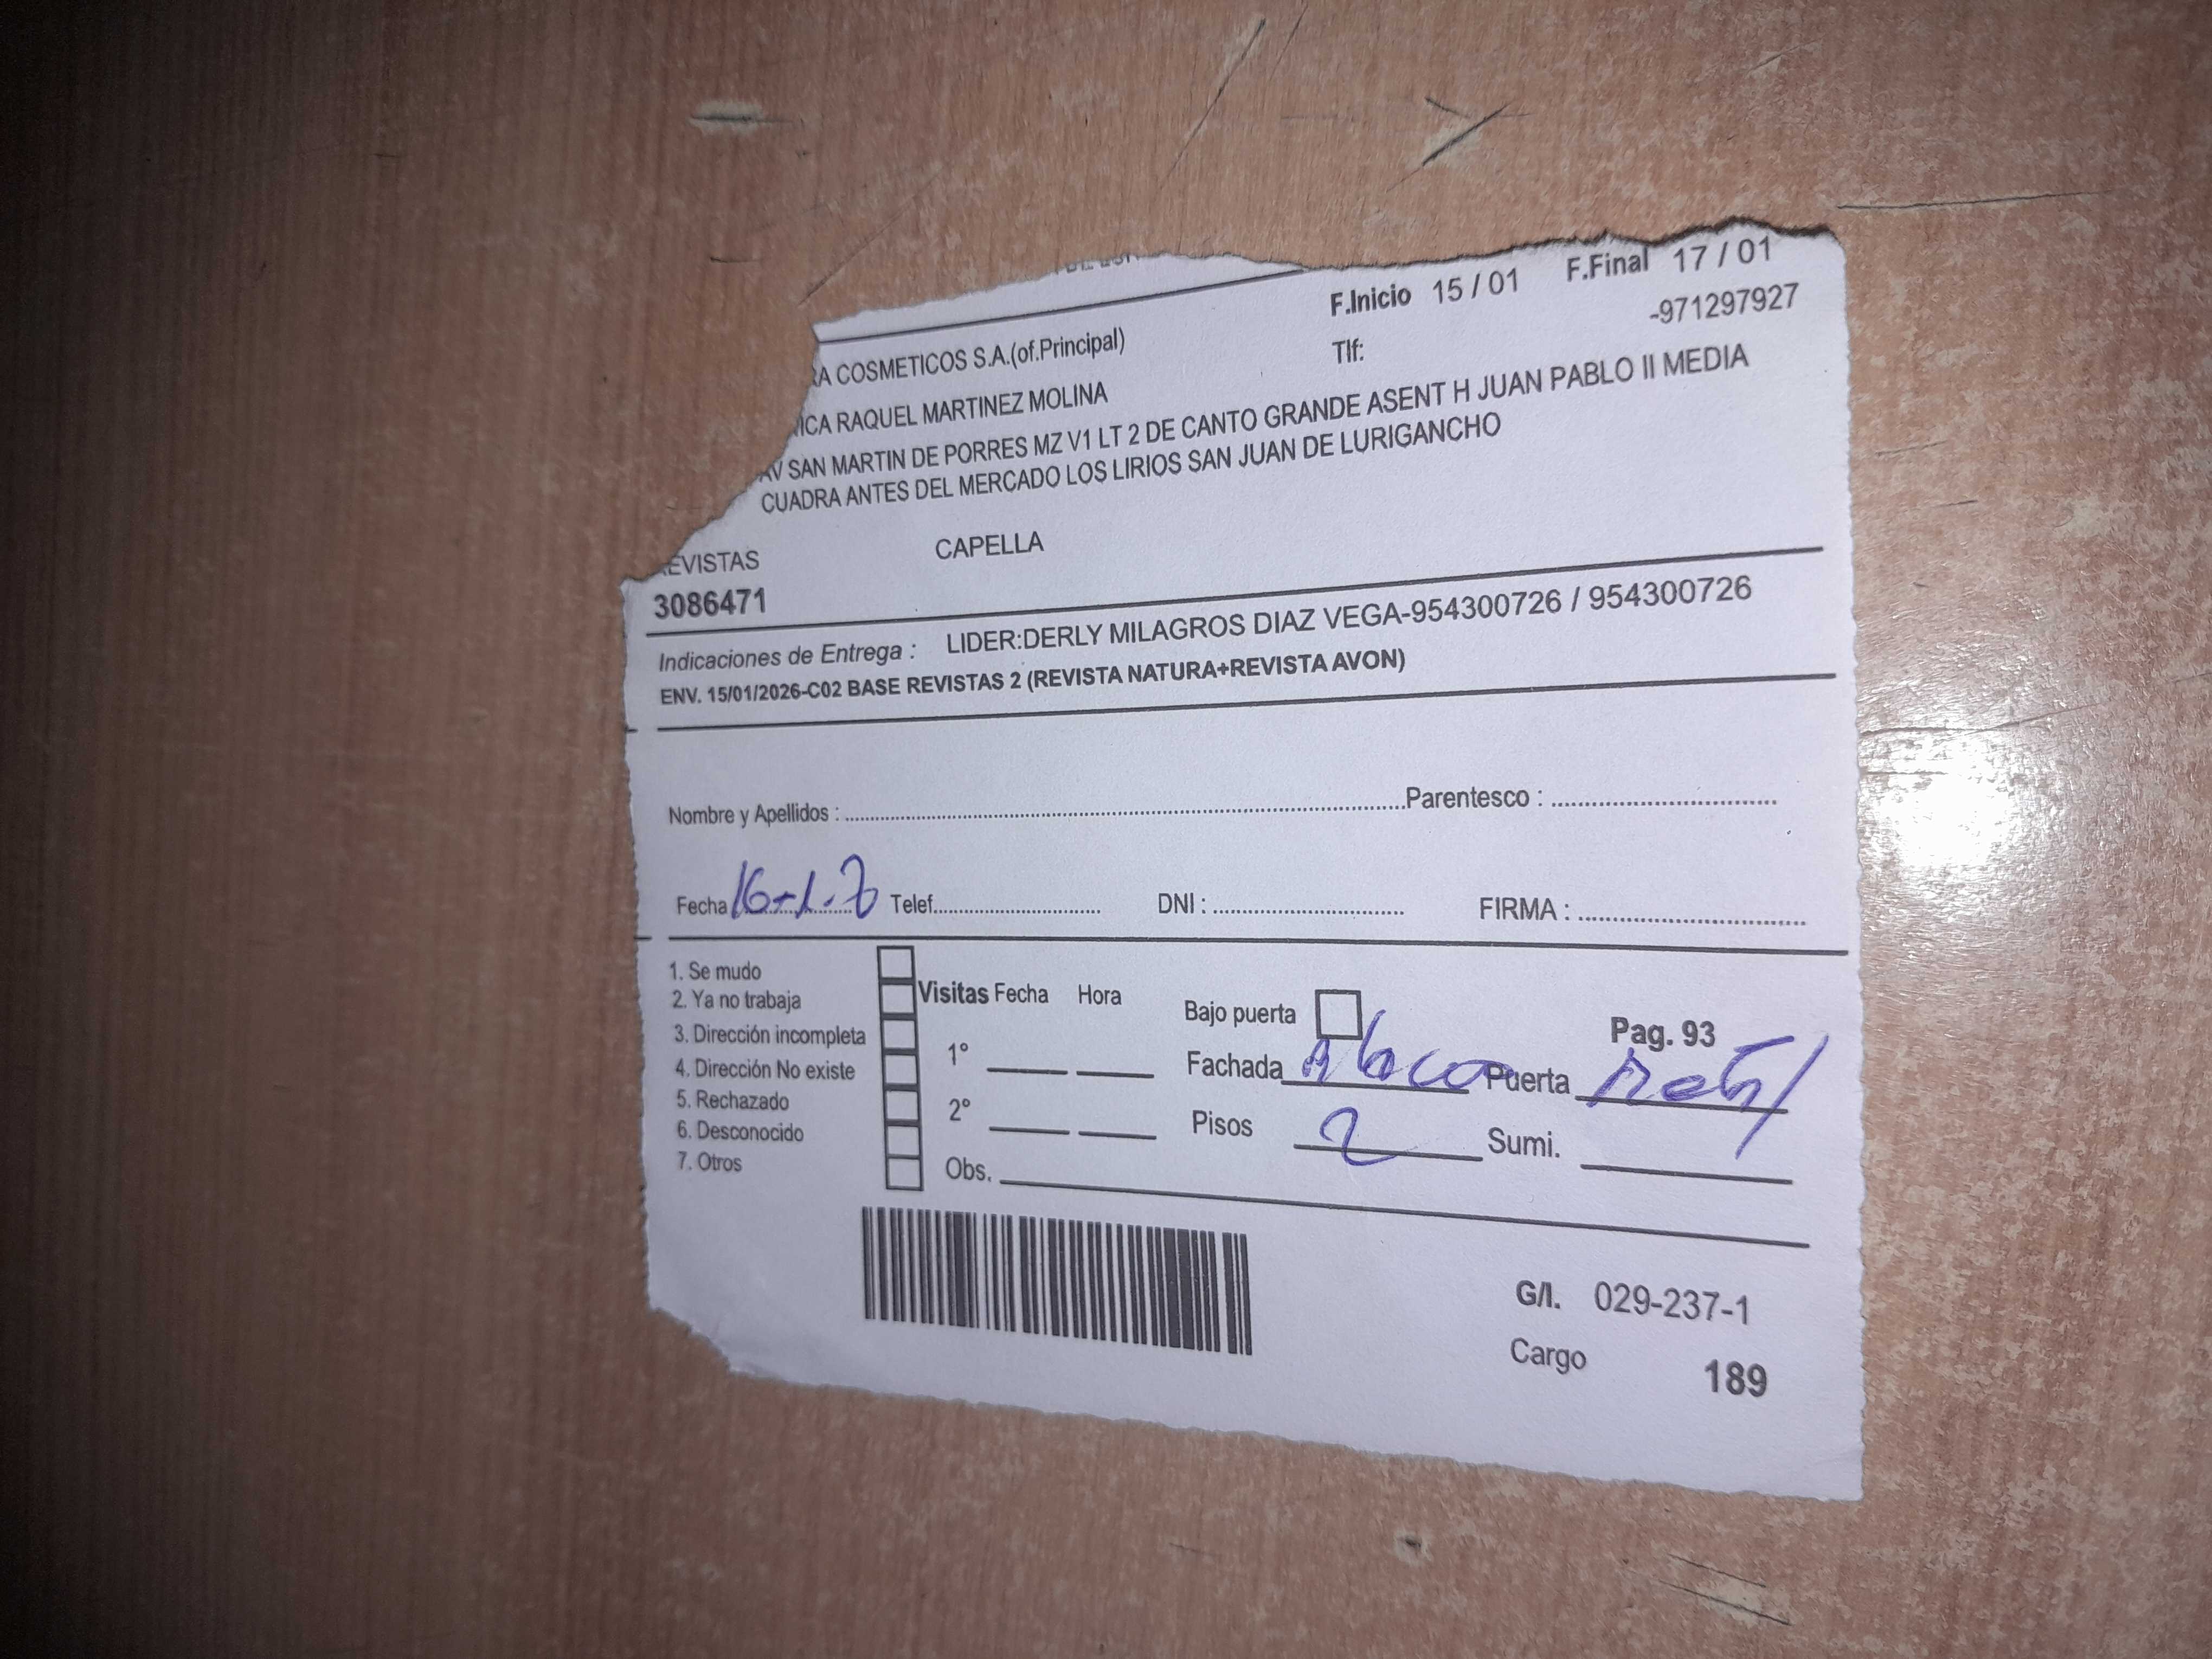 F.Inicio 15 / 01 F.Final 17 / 01
RA COSMETICOS S.A.(of.Principal) Tlf: -971297927
ICA RAQUEL MARTINEZ MOLINA
AV SAN MARTIN DE PORRES MZ V1 LT 2 DE CANTO GRANDE ASENT H JUAN PABLO II MEDIA
CUADRA ANTES DEL MERCADO LOS LIRIOS SAN JUAN DE LURIGANCHO
EVISTAS CAPELLA
3086471
Indicaciones de Entrega : LIDER:DERLY MILAGROS DIAZ VEGA-954300726 / 954300726
ENV. 15/01/2026-C02 BASE REVISTAS 2 (REVISTA NATURA+REVISTA AVON)
Nombre y Apellidos : Parentesco :
Fecha 16-1- Telef. DNI : FIRMA :
1. Se mudo
2. Ya no trabaja
3. Dirección incompleta
4. Dirección No existe
5. Rechazado
6. Desconocido
7. Otros
Visitas Fecha Hora
1°
2°
Obs.
Bajo puerta Pag. 93
Fachada Puerta
Pisos 2 Sumi.
G/I. 029-237-1
Cargo 189